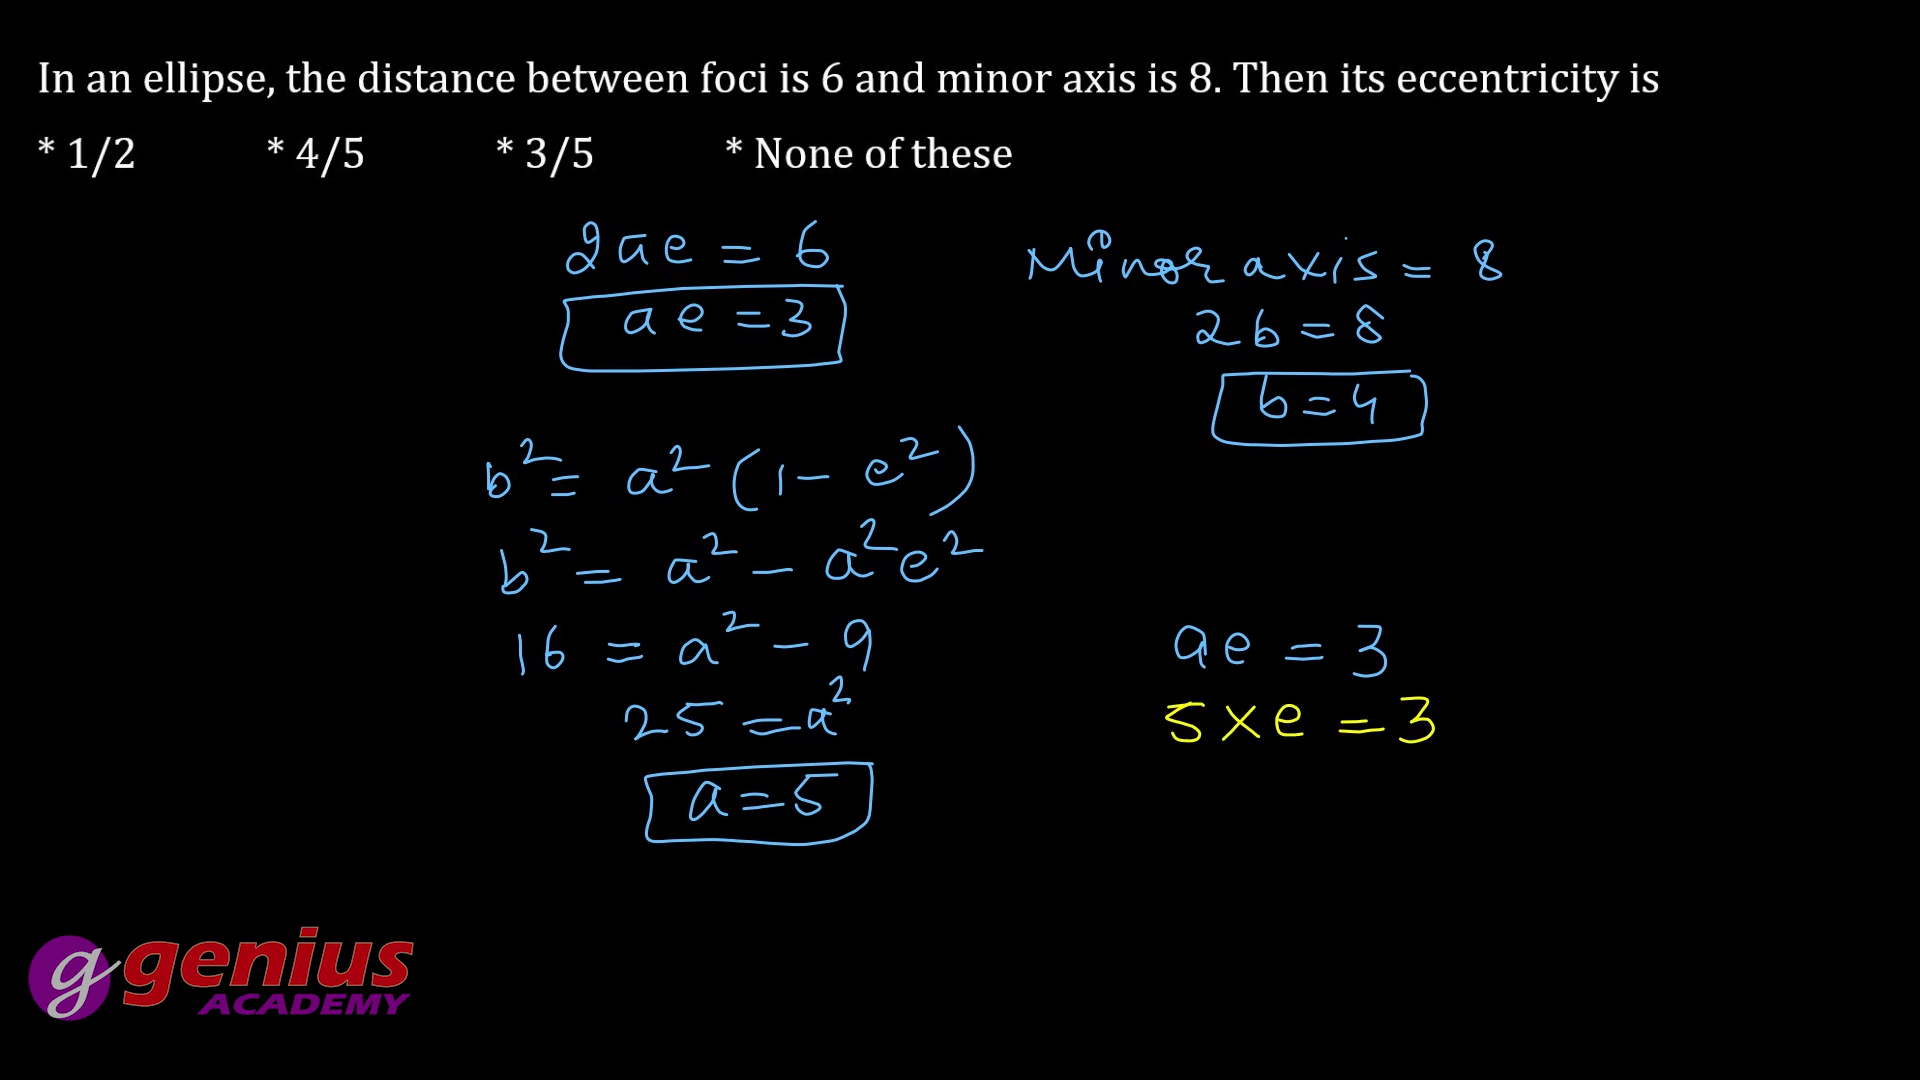 In an ellipse, the distance between foci is 6 and minor axis is 8. Then its eccentricity is
* 1/2 * 4/5 * 3/5 * None of these
2ae = 6
ae = 3
Minor axis = 8
2b = 8
b = 4
b² = a² (1 - e²)
b² = a² - a²e²
16 = a² - 9
25 = a²
a = 5
ae = 3
5 × e = 3
g genius
ACADEMY